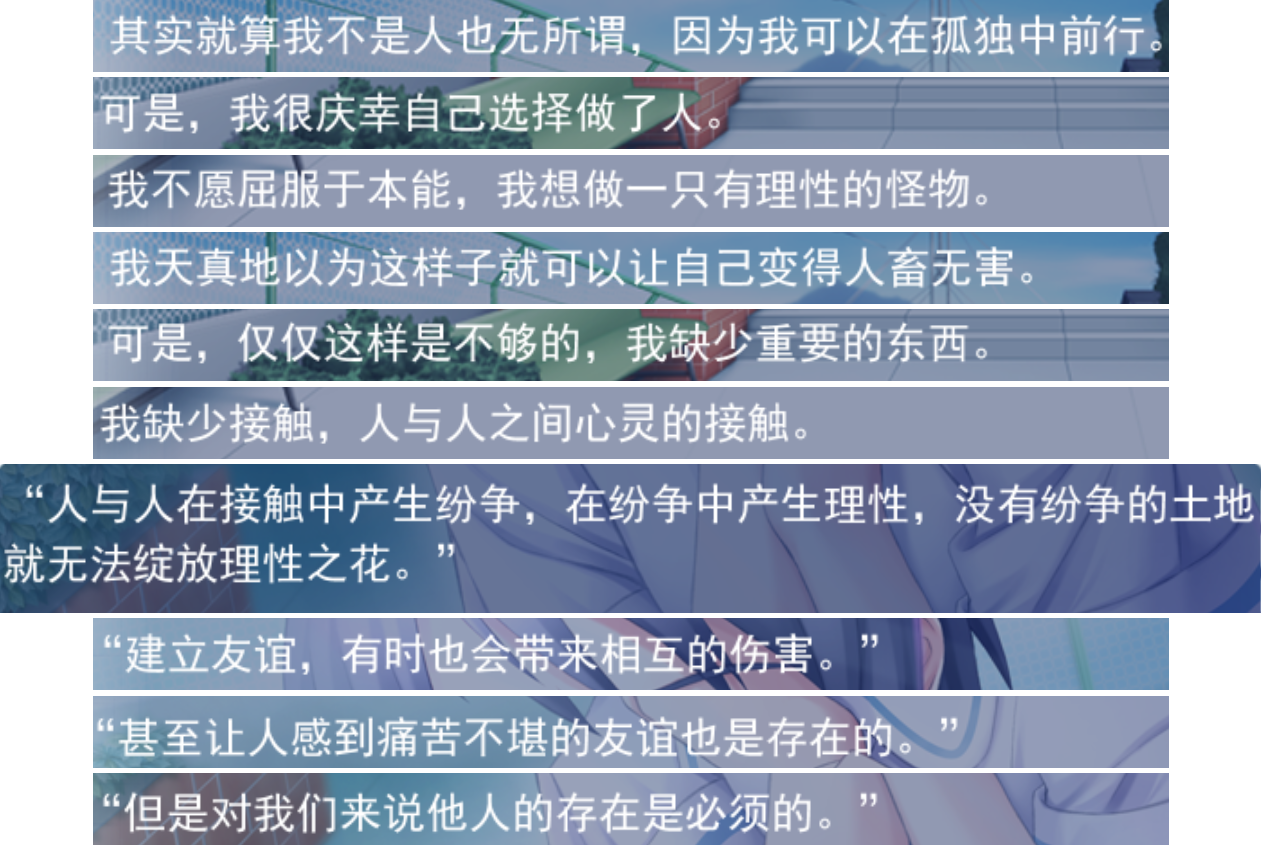 其实就算我不是人也无所谓，因为我可以在孤独中前行。
可是，我很庆幸自己选择做了人。
我不愿屈服于本能，我想做一只有理性的怪物。
我天真地以为这样子就可以让自己变得人畜无害。
可是，仅仅这样是不够的，我缺少重要的东西。
我缺少接触，人与人之间心灵的接触。
“人与人在接触中产生纷争，在纷争中产生理性，没有纷争的土地
就无法绽放理性之花。”
“建立友谊，有时也会带来相互的伤害。”
“甚至让人感到痛苦不堪的友谊也是存在的。”
“但是对我们来说他人的存在是必须的。”